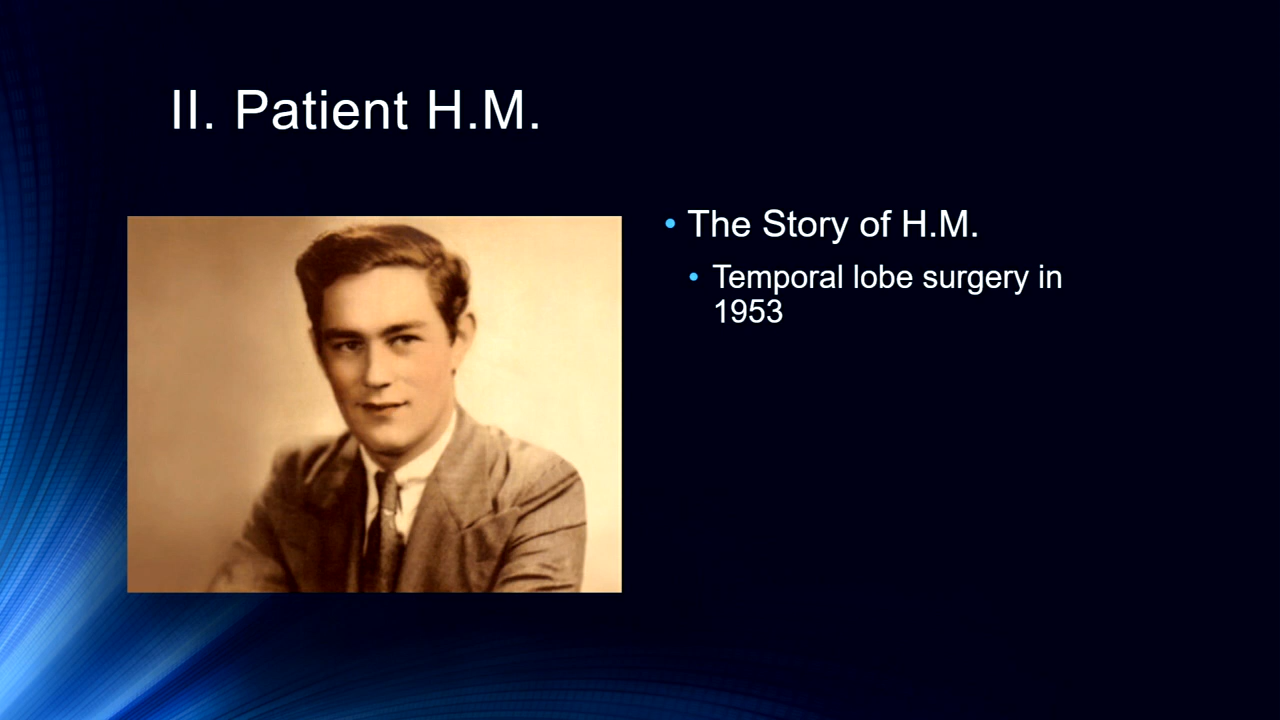 II. Patient H.M.
• The Story of H.M.
• Temporal lobe surgery in
1953